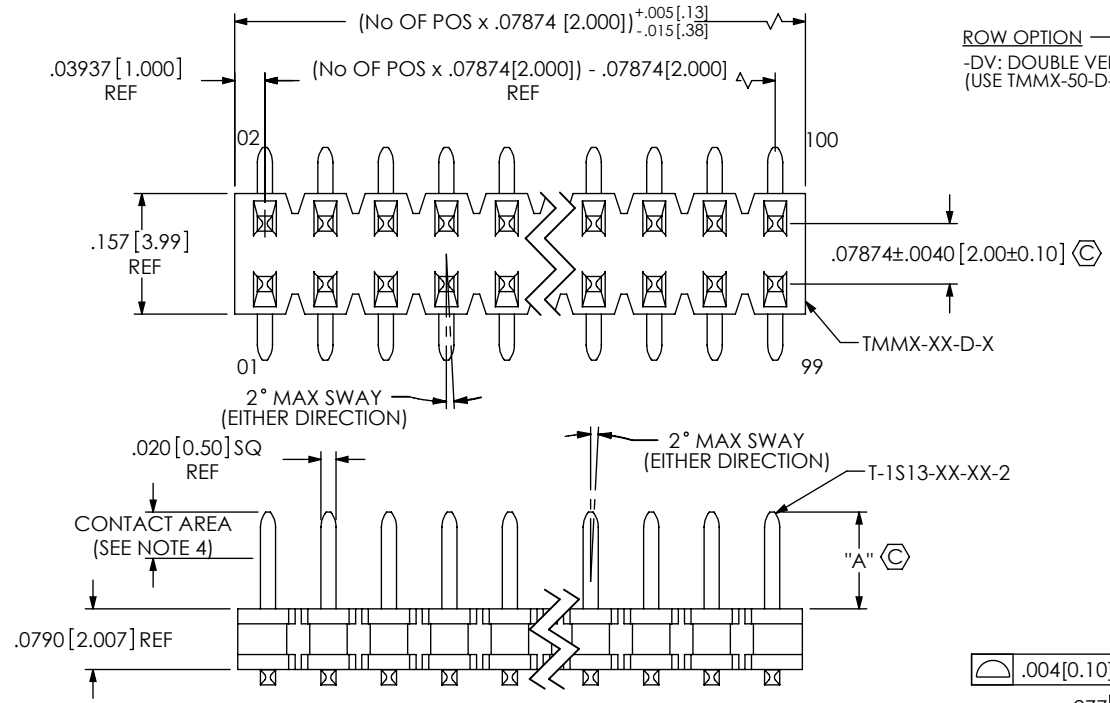 (No OF POS x .07874 [2.000]) +.005[.13]
-.015[.38]
ROW OPTION
-DV: DOUBLE VE
(USE TMMX-50-D-
.03937[1.000]
REF
(No OF POS x .07874[2.000]) - .07874[2.000]
REF
02
100
.157[3.99]
REF
.07874±.0040[2.00±0.10] C
TMMX-XX-D-X
01
99
2° MAX SWAY
(EITHER DIRECTION)
.020[0.50]SQ
REF
2° MAX SWAY
(EITHER DIRECTION)
T-1S13-XX-XX-2
CONTACT AREA
(SEE NOTE 4)
"A" C
.0790[2.007]REF
.004[0.10]